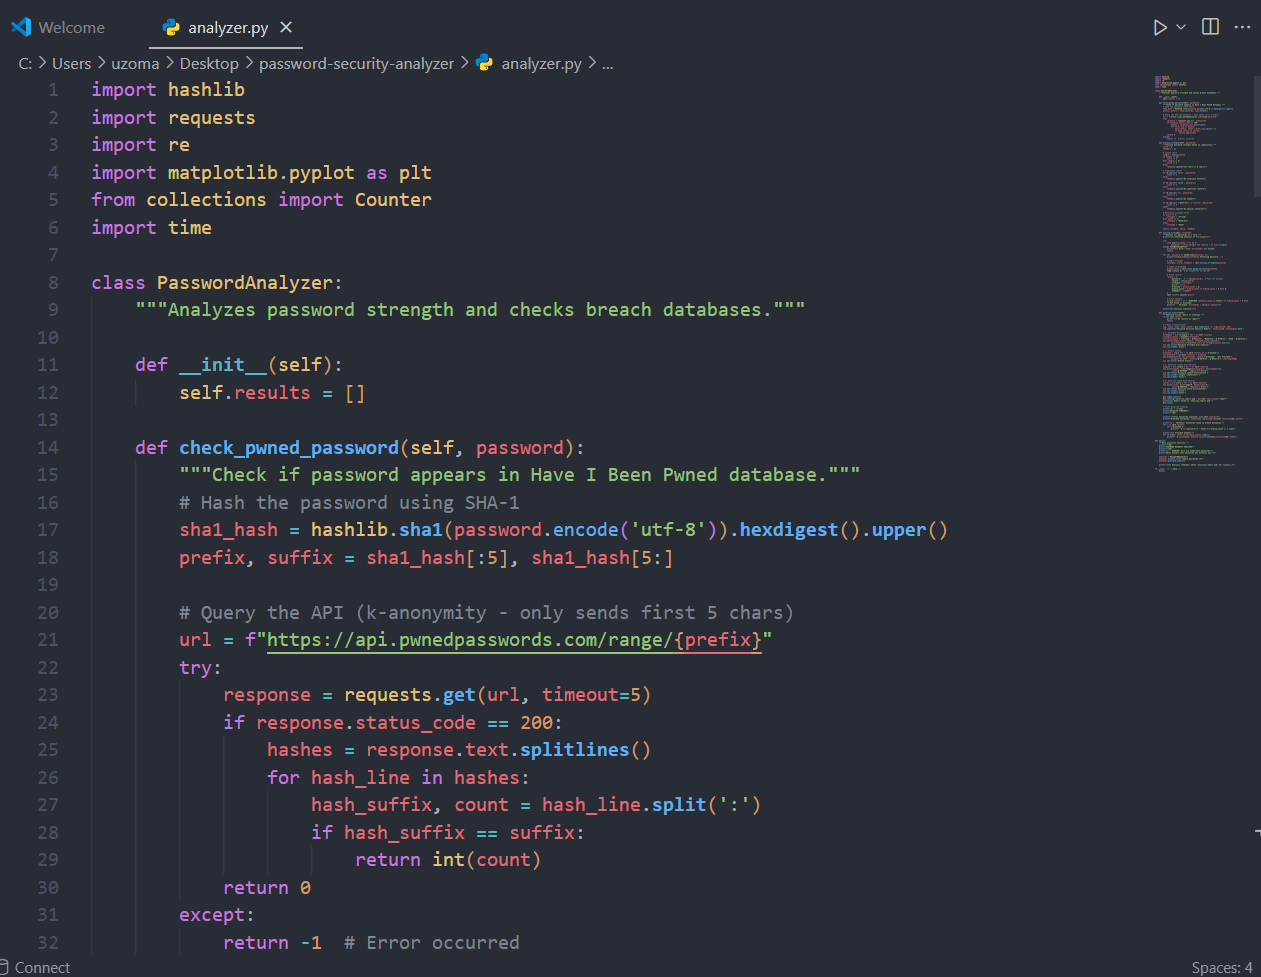 Welcome analyzer.py
C: > Users > uzoma > Desktop > password-security-analyzer > analyzer.py > ...
1 import hashlib
2 import requests
3 import re
4 import matplotlib.pyplot as plt
5 from collections import Counter
6 import time
7
8 class PasswordAnalyzer:
9     """Analyzes password strength and checks breach databases."""
10
11     def __init__(self):
12         self.results = []
13
14     def check_pwned_password(self, password):
15         """Check if password appears in Have I Been Pwned database."""
16         # Hash the password using SHA-1
17         sha1_hash = hashlib.sha1(password.encode('utf-8')).hexdigest().upper()
18         prefix, suffix = sha1_hash[:5], sha1_hash[5:]
19
20         # Query the API (k-anonymity - only sends first 5 chars)
21         url = f"https://api.pwnedpasswords.com/range/{prefix}"
22         try:
23             response = requests.get(url, timeout=5)
24             if response.status_code == 200:
25                 hashes = response.text.splitlines()
26                 for hash_line in hashes:
27                     hash_suffix, count = hash_line.split(':')
28                     if hash_suffix == suffix:
29                         return int(count)
30             return 0
31         except:
32             return -1  # Error occurred
Connect Spaces: 4